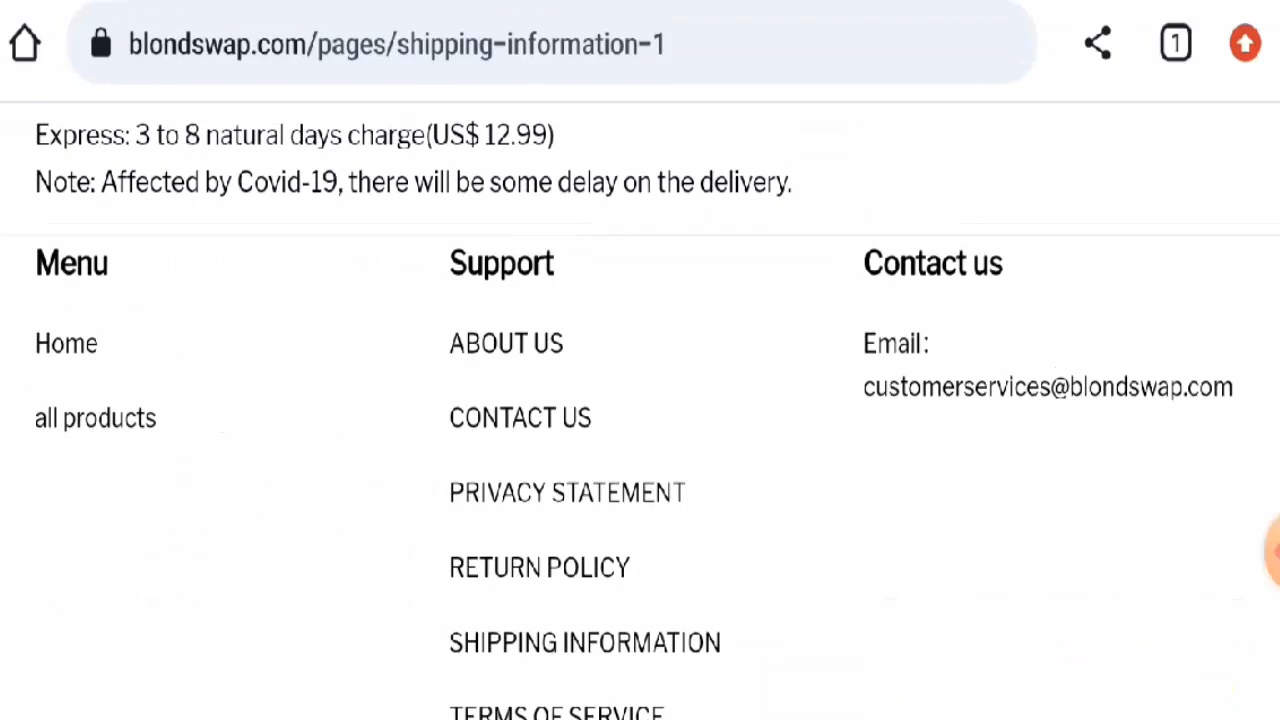 blondswap.com/pages/shipping-information-1
1
Express: 3 to 8 natural days charge(US$ 12.99)
Note: Affected by Covid-19, there will be some delay on the delivery.
Menu
Home
all products
Support
ABOUT US
CONTACT US
PRIVACY STATEMENT
RETURN POLICY
SHIPPING INFORMATION
TERMS OF SERVICE
Contact us
Email:
customerservices@blondswap.com